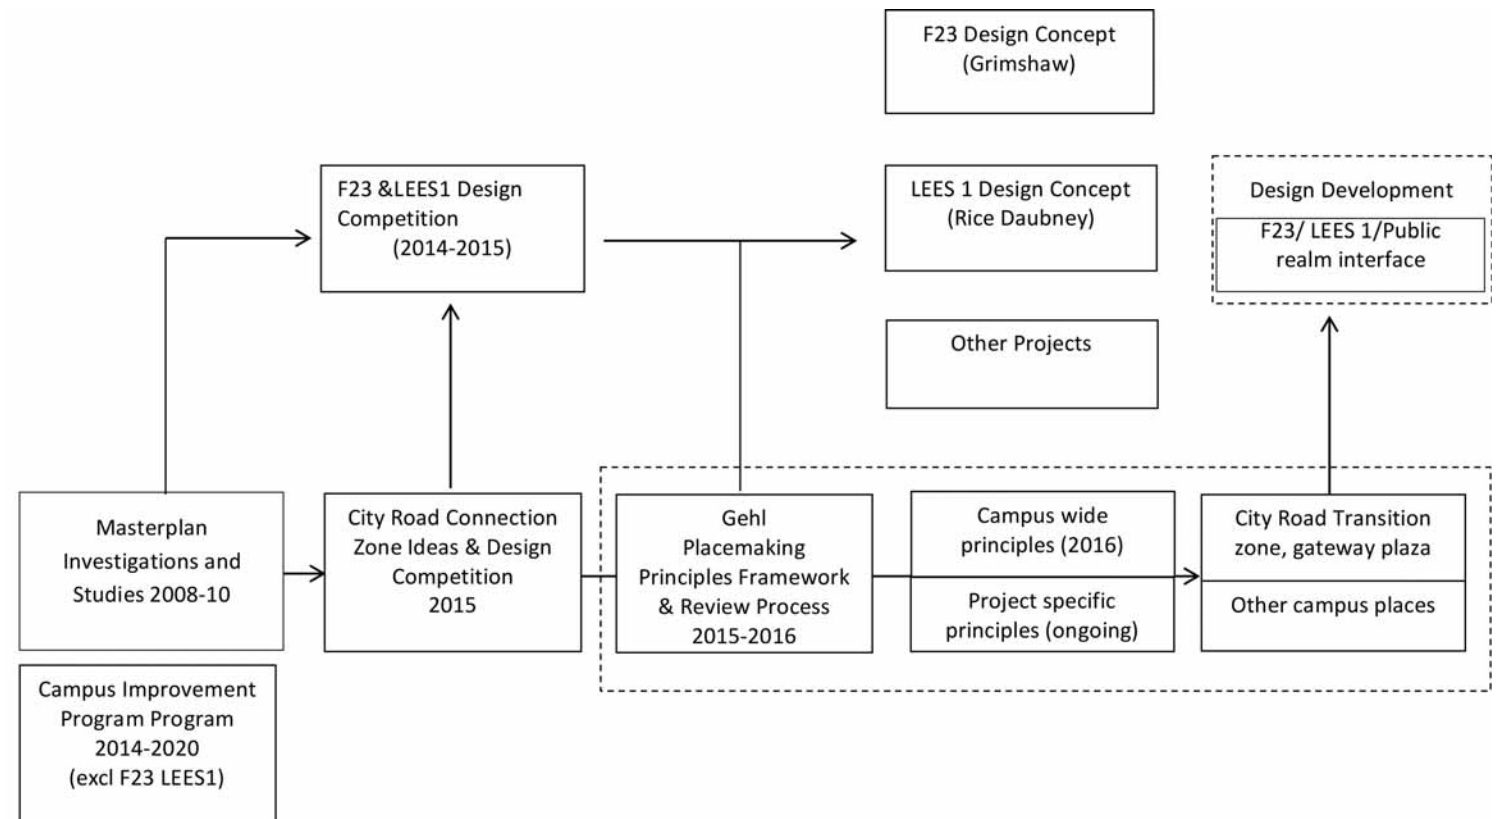 F23 Design Concept
(Grimshaw)
F23 &LEES1 Design
Competition
(2014-2015)
LEES 1 Design Concept
(Rice Daubney)
Design Development
F23/ LEES 1/Public
realm interface
Other Projects
Masterplan
Investigations and
Studies 2008-10
City Road Connection
Zone Ideas & Design
Competition
2015
Gehl
Placemaking
Principles Framework
& Review Process
2015-2016
Campus wide
principles (2016)
Project specific
principles (ongoing)
City Road Transition
zone, gateway plaza
Other campus places
Campus Improvement
Program Program
2014-2020
(excl F23 LEES1)